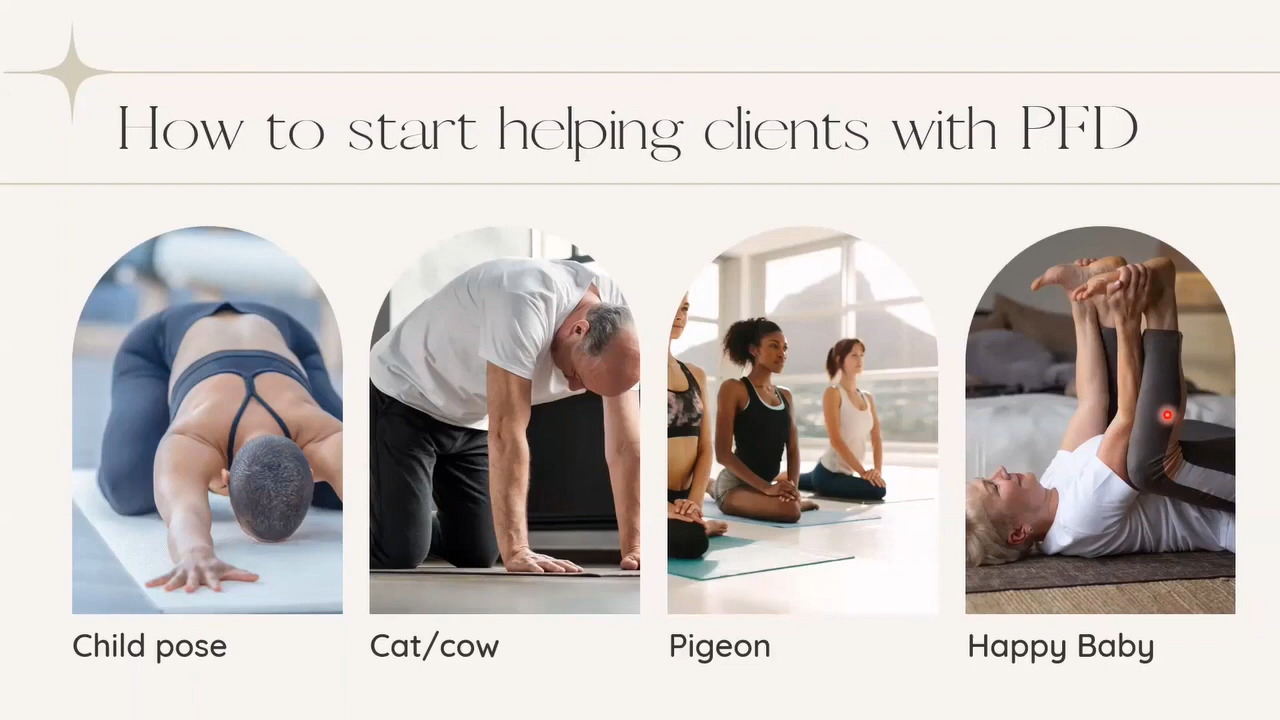 How to start helping clients with PFD
Child pose
Cat/cow
Pigeon
Happy Baby